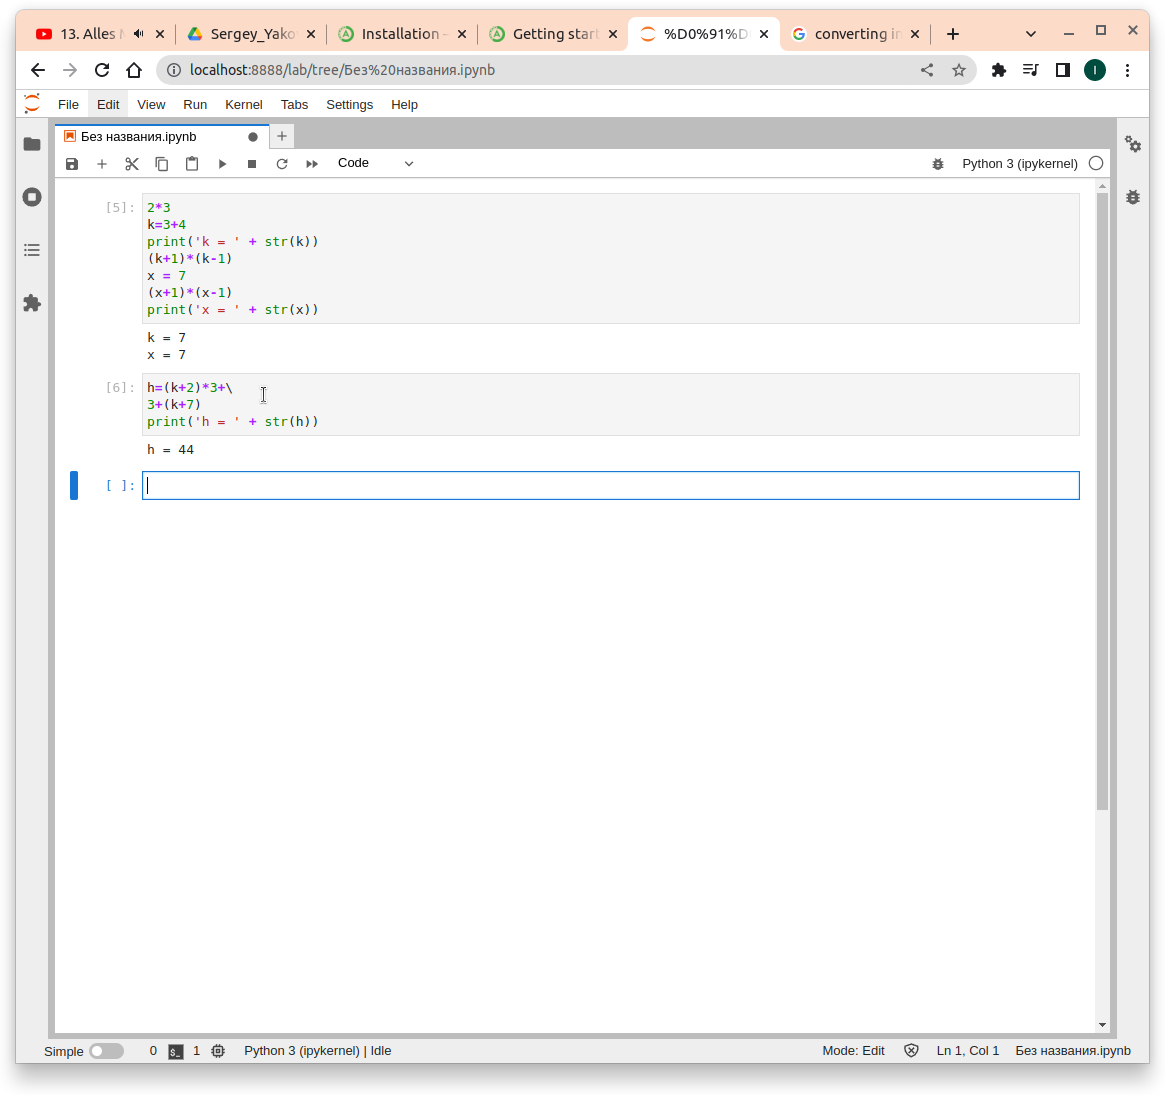 13. Alles
Sergey_Yako
Installation -
Getting start
%D0%91%D
converting in
localhost:8888/lab/tree/Без%20названия.ipynb
I
File Edit View Run Kernel Tabs Settings Help
Без названия.ipynb
Code
Python 3 (ipykernel)
[5]:
2*3
k=3+4
print('k = ' + str(k))
(k+1)*(k-1)
x = 7
(x+1)*(x-1)
print('x = ' + str(x))
k = 7
x = 7
[6]:
h=(k+2)*3+\
3+(k+7)
print('h = ' + str(h))
h = 44
[ ]:
Simple 0 $_ 1 Python 3 (ipykernel) | Idle Mode: Edit Ln 1, Col 1 Без названия.ipynb